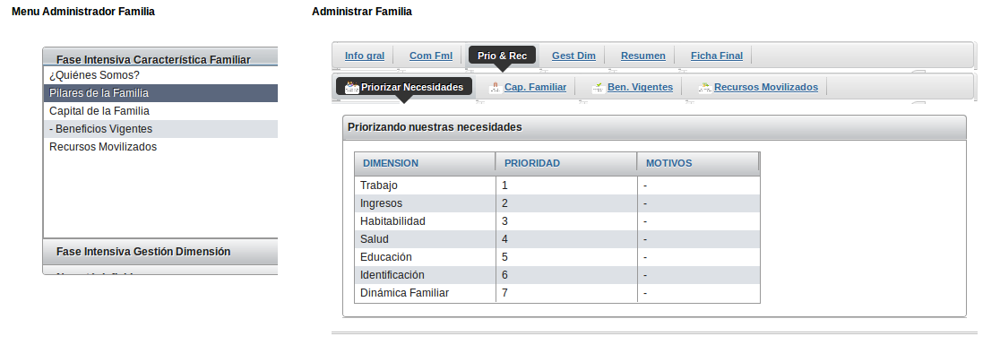 Menu Administrador Familia
Administrar Familia
Fase Intensiva Característica Familiar
¿Quiénes Somos?
Pilares de la Familia
Capital de la Familia
- Beneficios Vigentes
Recursos Movilizados
Fase Intensiva Gestión Dimensión
Info gral Com Fml Prio & Rec Gest Dim Resumen Ficha Final
Priorizar Necesidades Cap. Familiar Ben. Vigentes Recursos Movilizados
Priorizando nuestras necesidades
DIMENSION PRIORIDAD MOTIVOS
Trabajo 1 -
Ingresos 2 -
Habitabilidad 3 -
Salud 4 -
Educación 5 -
Identificación 6 -
Dinámica Familiar 7 -